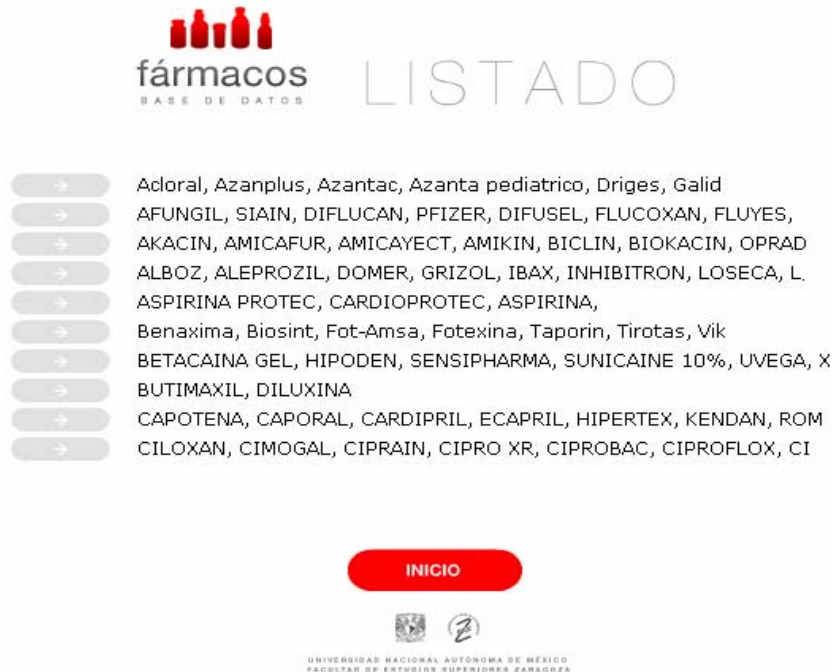 fármacos
BASE DE DATOS
LISTADO
Acloral, Azanplus, Azantac, Azanta pediatrico, Driges, Galid
AFUNGIL, SIAIN, DIFLUCAN, PFIZER, DIFUSEL, FLUCOXAN, FLUYES,
AKACIN, AMICAFUR, AMICAYECT, AMIKIN, BICLIN, BIOKACIN, OPRAD
ALBOZ, ALEPROZIL, DOMER, GRIZOL, IBAX, INHIBITRON, LOSECA, L.
ASPIRINA PROTEC, CARDIOPROTEC, ASPIRINA,
Benaxima, Biosint, Fot-Amsa, Fotexina, Taporin, Tirotas, Vik
BETACAINA GEL, HIPODEN, SENSIPHARMA, SUNICAINE 10%, UVEGA, X
BUTIMAXIL, DILUXINA
CAPOTENA, CAPORAL, CARDIPRIL, ECAPRIL, HIPERTEX, KENDAN, ROM
CILOXAN, CIMOGAL, CIPRAIN, CIPRO XR, CIPROBAC, CIPROFLOX, CI
INICIO
UNIVERSIDAD NACIONAL AUTÓNOMA DE MÉXICO
FACULTAD DE ESTUDIOS SUPERIORES ZARAGOZA